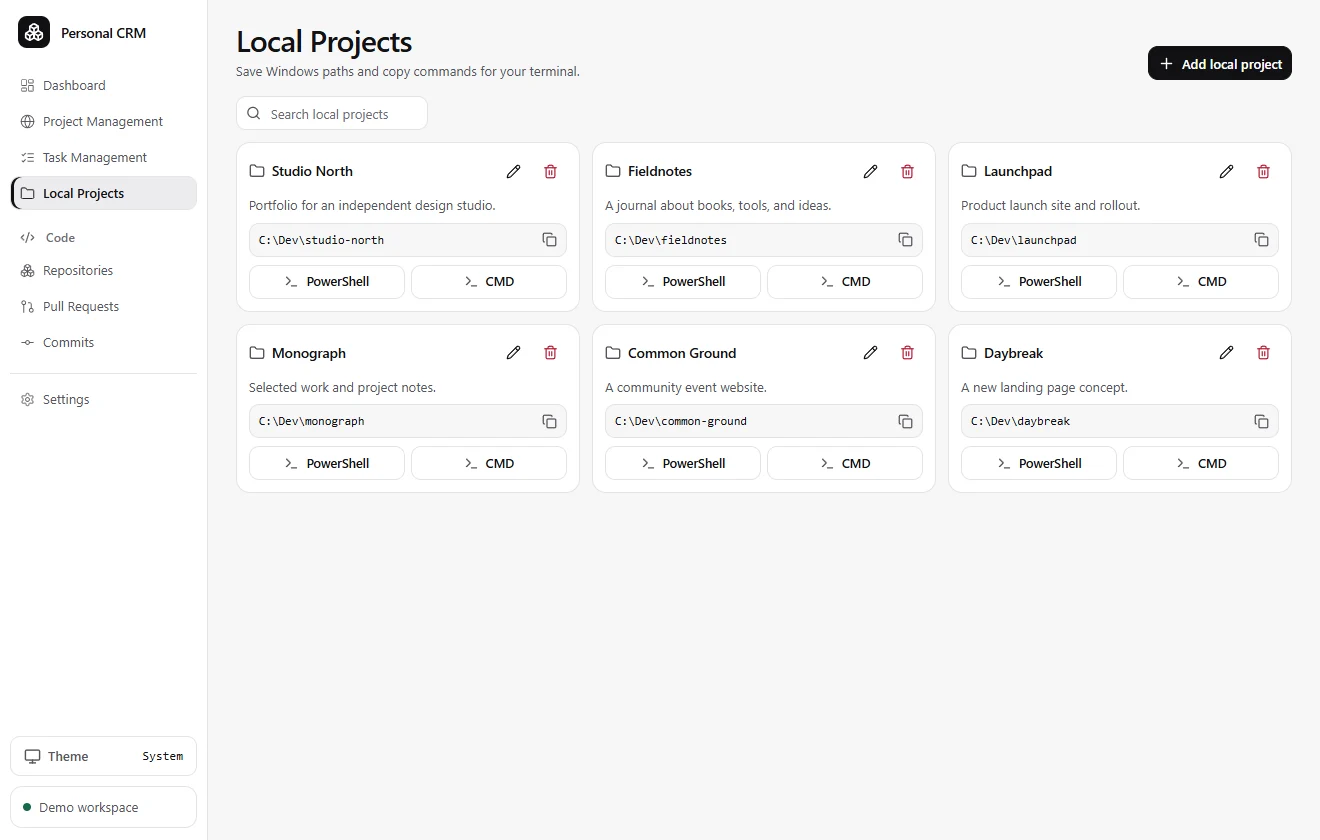 Personal CRM
Dashboard
Project Management
Task Management
Local Projects
Code
Repositories
Pull Requests
Commits
Settings
Theme System
Demo workspace
Local Projects
Save Windows paths and copy commands for your terminal.
Add local project
Search local projects
Studio North
Portfolio for an independent design studio.
C:\Dev\studio-north
PowerShell CMD
Fieldnotes
A journal about books, tools, and ideas.
C:\Dev\fieldnotes
PowerShell CMD
Launchpad
Product launch site and rollout.
C:\Dev\launchpad
PowerShell CMD
Monograph
Selected work and project notes.
C:\Dev\monograph
PowerShell CMD
Common Ground
A community event website.
C:\Dev\common-ground
PowerShell CMD
Daybreak
A new landing page concept.
C:\Dev\daybreak
PowerShell CMD